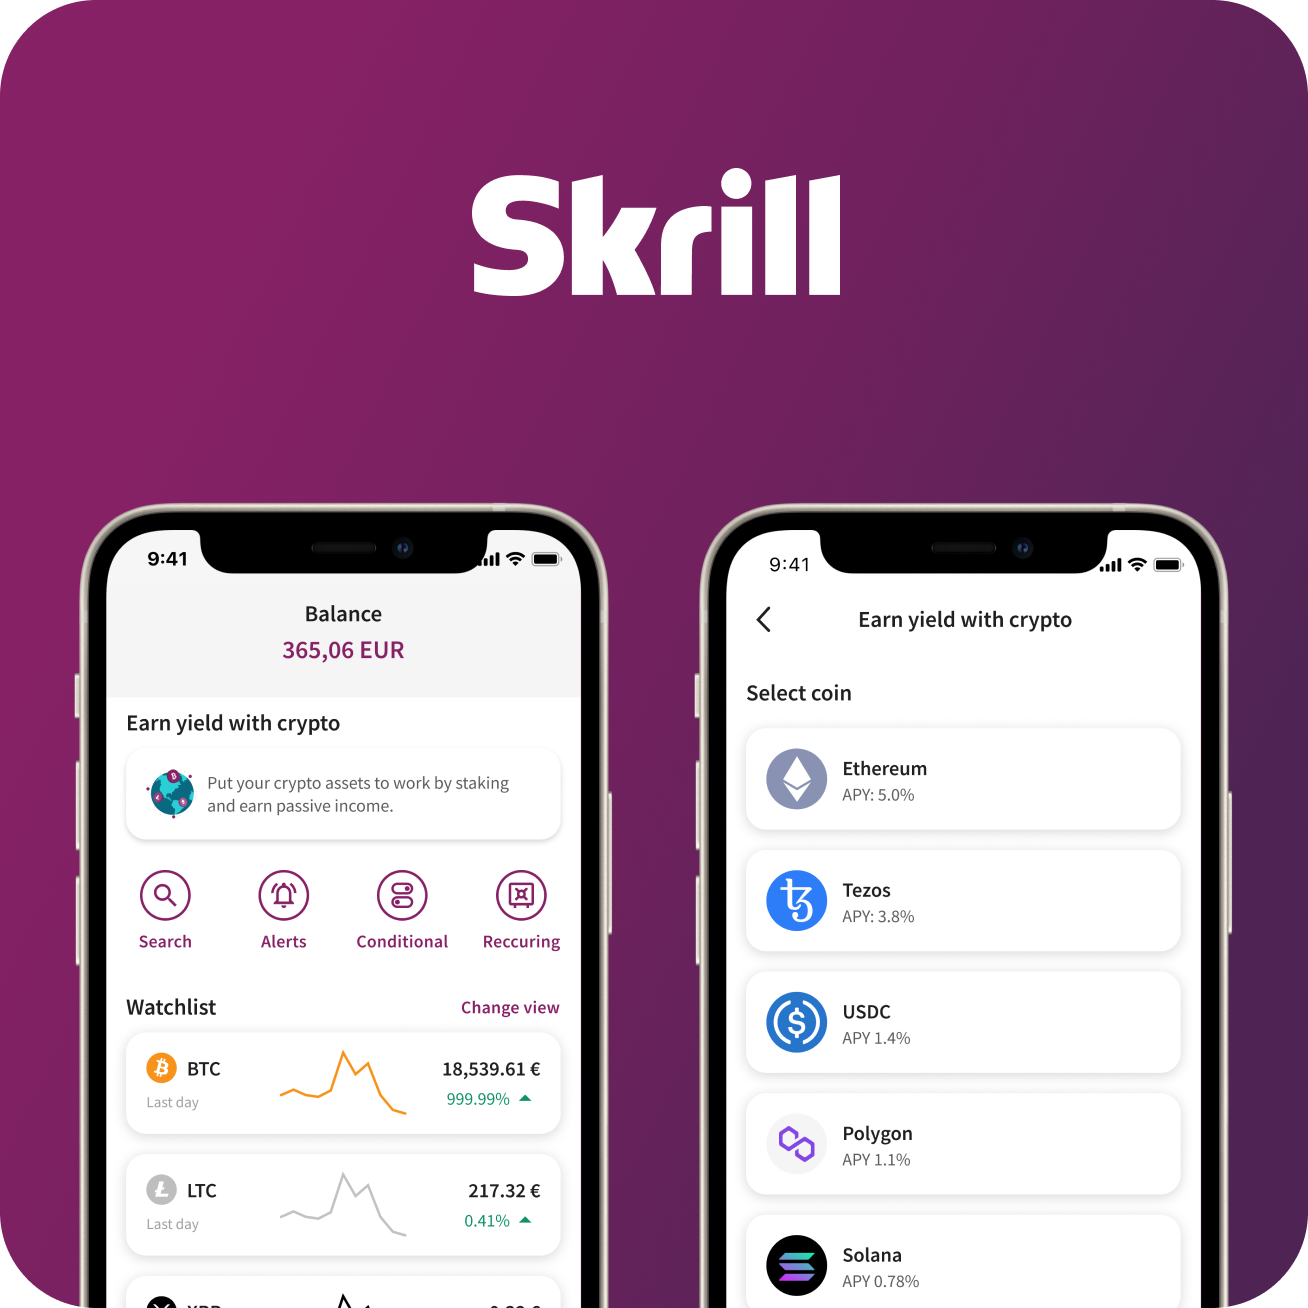 Skrill
9:41
Balance
365,06 EUR
Earn yield with crypto
Put your crypto assets to work by staking
and earn passive income.
Search
Alerts
Conditional
Reccuring
Watchlist
Change view
BTC
18,539.61 €
Last day
999.99%
LTC
217.32 €
Last day
0.41%
9:41
Earn yield with crypto
Select coin
Ethereum
APY: 5.0%
Tezos
APY: 3.8%
USDC
APY 1.4%
Polygon
APY 1.1%
Solana
APY 0.78%